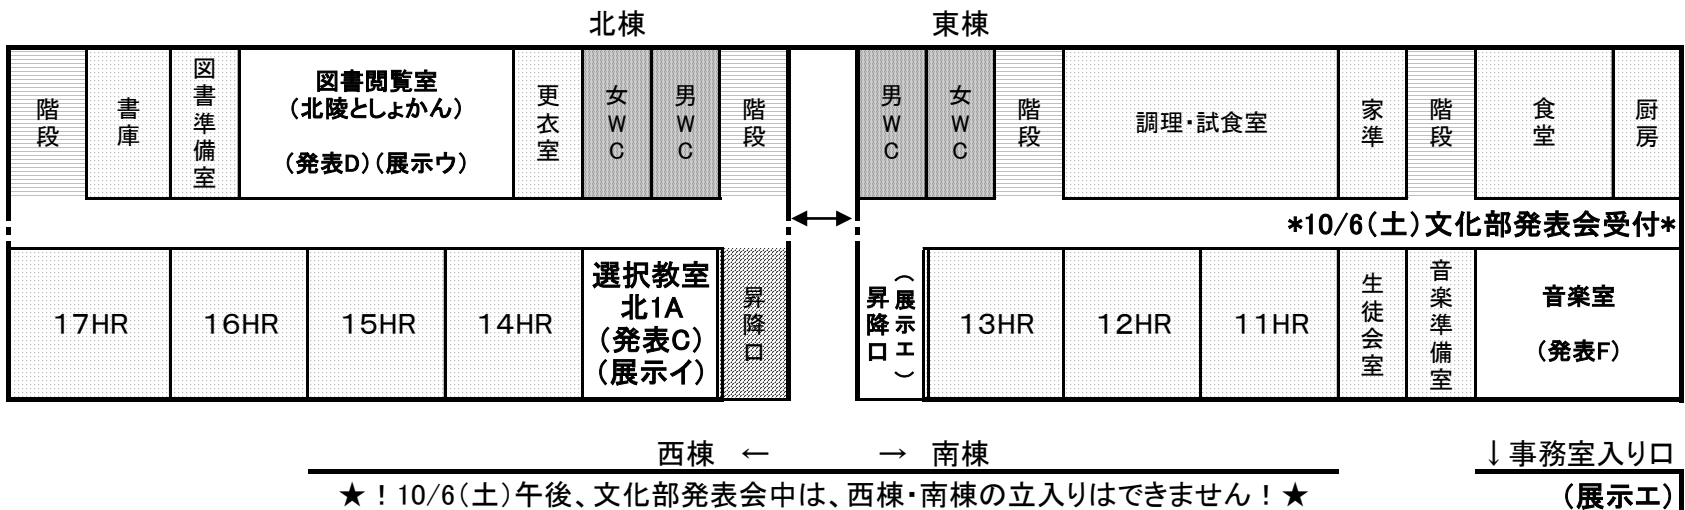 北棟
東棟
階段
書庫
図書準備室
図書閲覧室
(北陵としょかん)
(発表D)(展示ウ)
更衣室
女WC
男WC
階段
男WC
女WC
階段
調理・試食室
家準
階段
食堂
厨房
*10/6(土)文化部発表会受付*
17HR
16HR
15HR
14HR
選択教室
北1A
(発表C)
(展示イ)
昇降口
昇降口
(展示エ)
13HR
12HR
11HR
生徒会室
音楽準備室
音楽室
(発表F)
西棟 ← → 南棟
↓事務室入り口
★！10/6(土)午後、文化部発表会中は、西棟・南棟の立入りはできません！★
(展示エ)